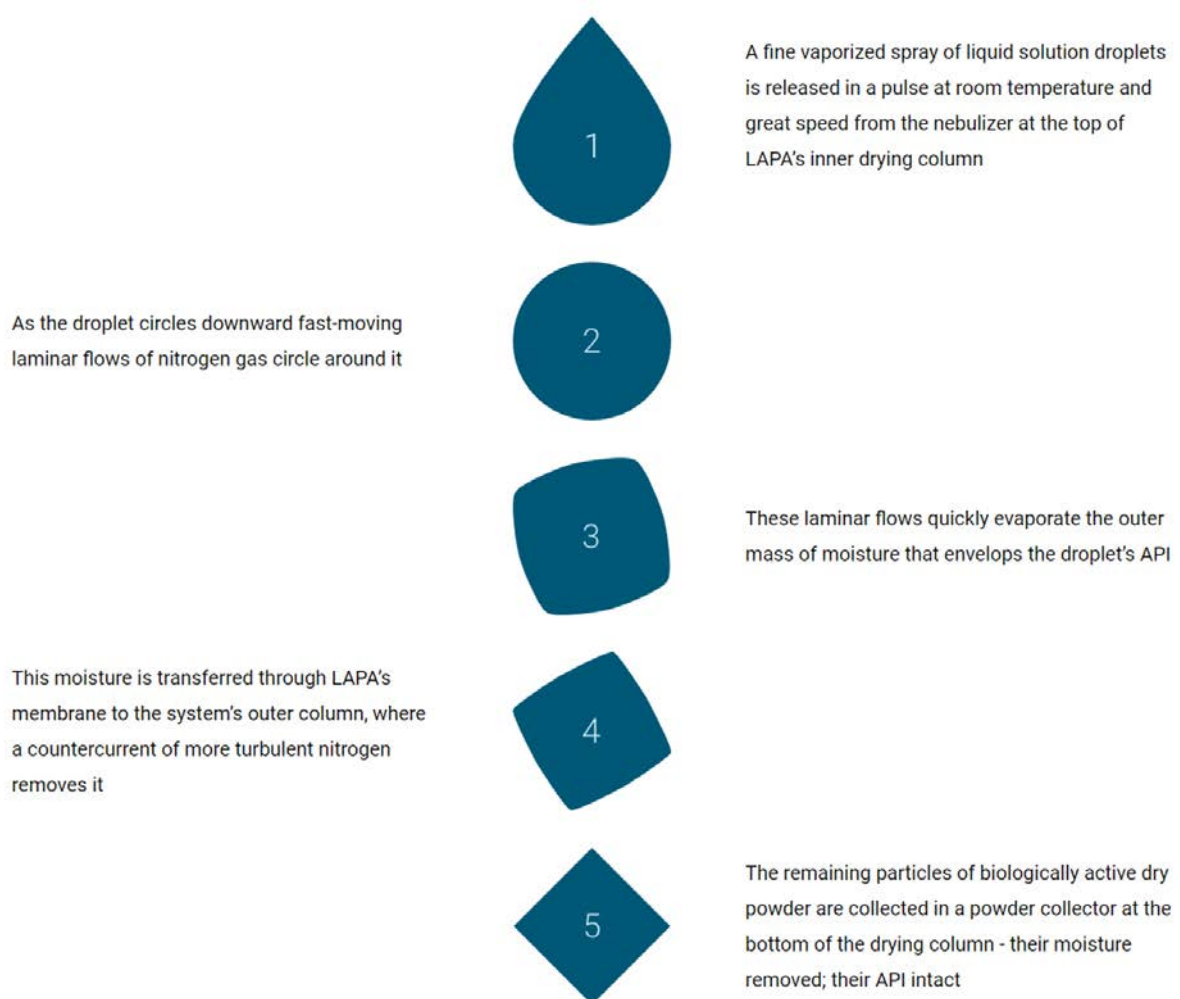 A fine vaporized spray of liquid solution droplets
is released in a pulse at room temperature and
great speed from the nebulizer at the top of
LAPA's inner drying column
1
As the droplet circles downward fast-moving
laminar flows of nitrogen gas circle around it
2
These laminar flows quickly evaporate the outer
mass of moisture that envelops the droplet's API
3
This moisture is transferred through LAPA's
membrane to the system's outer column, where
a countercurrent of more turbulent nitrogen
removes it
4
The remaining particles of biologically active dry
powder are collected in a powder collector at the
bottom of the drying column - their moisture
removed; their API intact
5